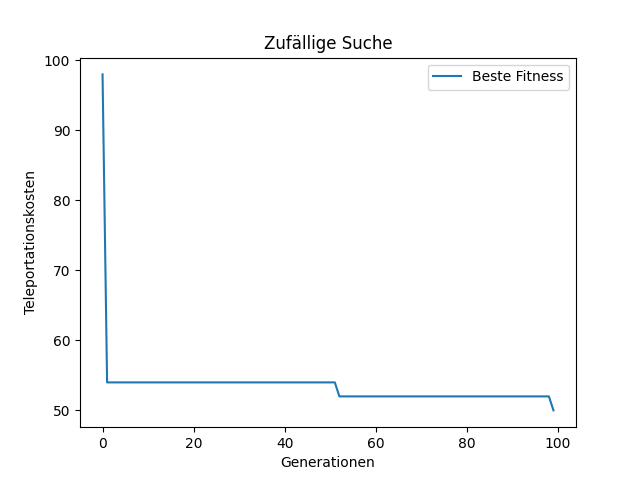 Zufällige Suche
Beste Fitness
Teleportationskosten
100
90
80
70
60
50
0 20 40 60 80 100
Generationen